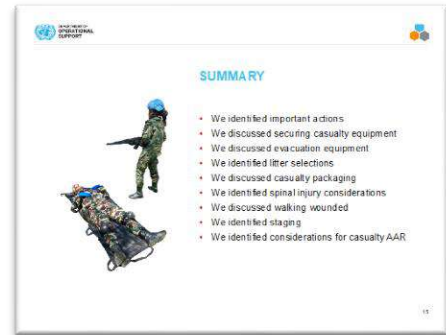 DEPARTMENT OF
OPERATIONAL
SUPPORT
SUMMARY
• We identified important actions
• We discussed securing casualty equipment
• We discussed evacuation equipment
• We identified litter selections
• We discussed casualty packaging
• We identified spinal injury considerations
• We discussed walking wounded
• We identified staging
• We identified considerations for casualty AAR